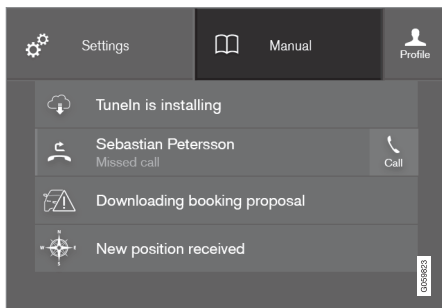 Settings
Manual
Profile
TuneIn is installing
Sebastian Petersson
Missed call
Call
Downloading booking proposal
W E S
New position received
G059823